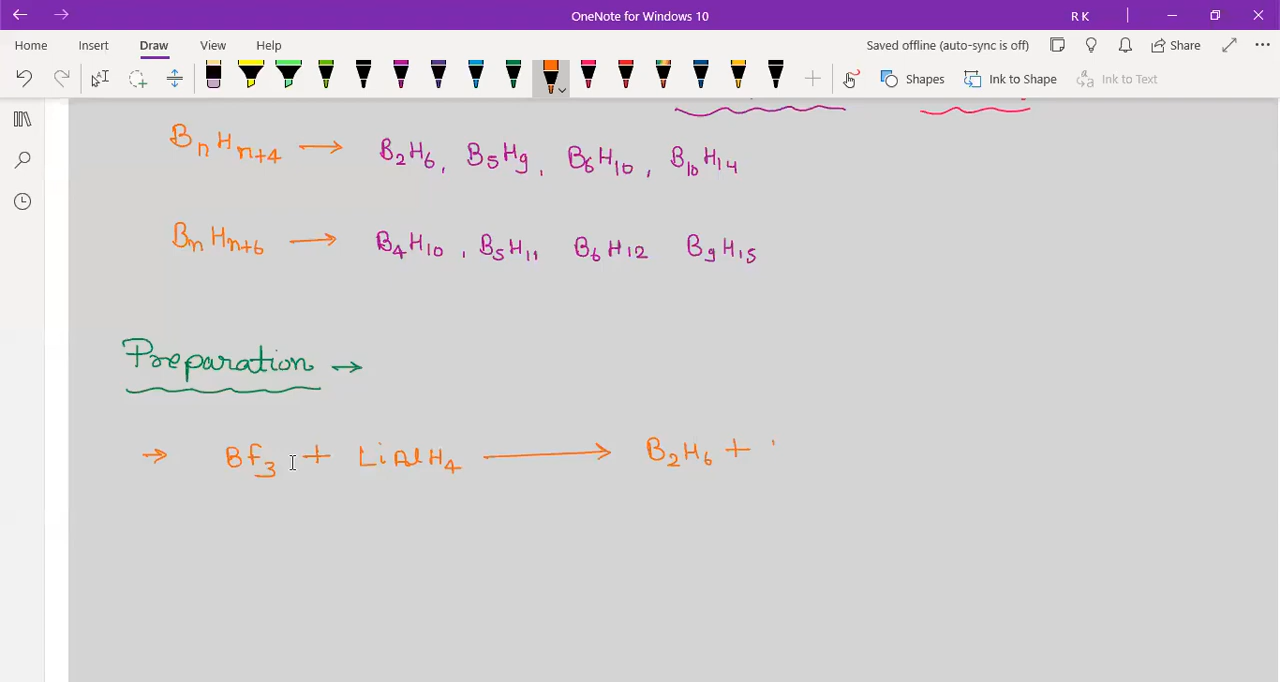 OneNote for Windows 10
R K
Home Insert Draw View Help
Saved offline (auto-sync is off)
Share
Shapes
Ink to Shape
Ink to Text
BnHn+4 → B2H6, B5H9, B6H10, B10H14
BnHn+6 → B4H10, B5H11 B6H12 B9H15
Preparation →
⇒ Bf3 + LiAlH4 → B2H6 +